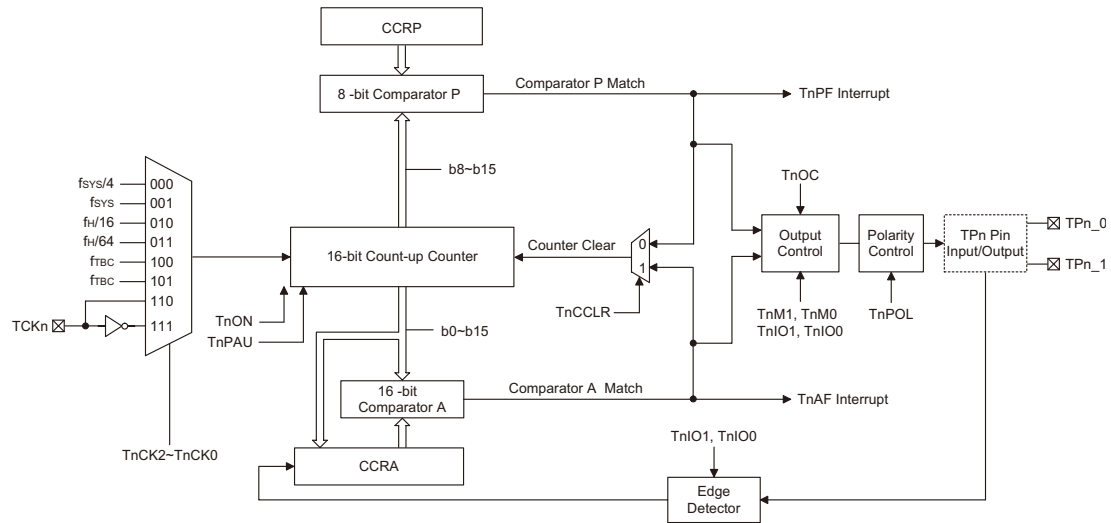 CCRP
8 -bit Comparator P
Comparator P Match
TnPF Interrupt
b8~b15
fSYS/4
000
fSYS
001
fH/16
010
fH/64
011
fTBC
100
fTBC
101
110
TCKn
111
TnCK2~TnCK0
16-bit Count-up Counter
TnON
TnPAU
Counter Clear
0
1
TnCCLR
TnOC
Output
Control
TnM1, TnM0
TnIO1, TnIO0
Polarity
Control
TnPOL
TPn Pin
Input/Output
TPn_0
TPn_1
b0~b15
16 -bit
Comparator A
Comparator A Match
TnAF Interrupt
CCRA
TnIO1, TnIO0
Edge
Detector